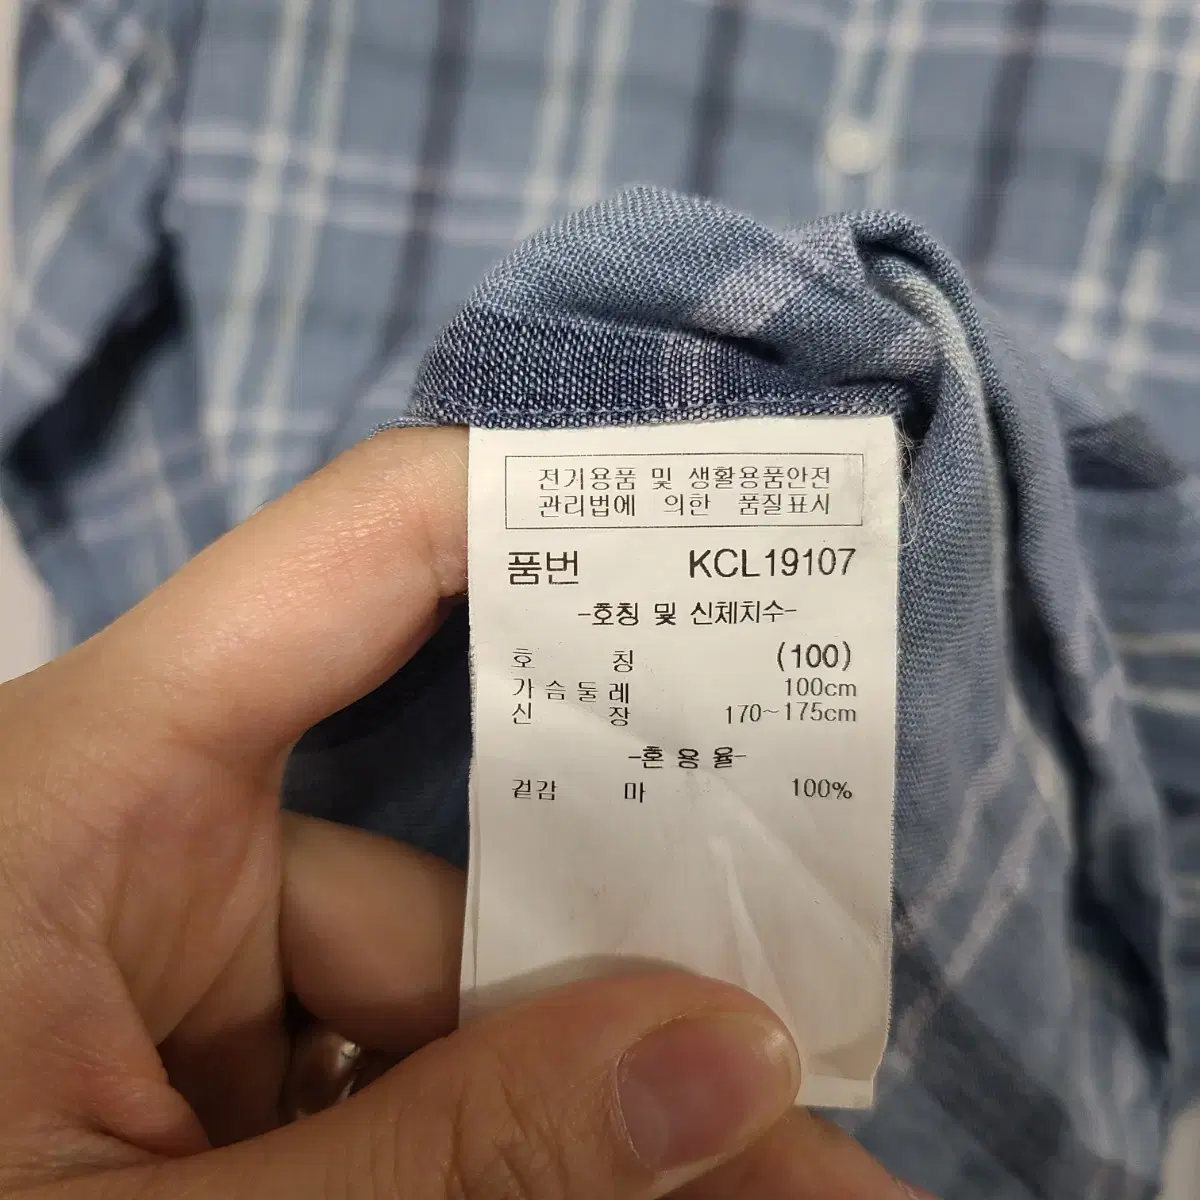 전기용품 및 생활용품안전
관리법에 의한 품질표시
품번 KCL19107
-호칭 및 신체치수-
호 칭 (100)
가슴둘레 100cm
신 장 170~175cm
-혼용율-
겉감 마 100%